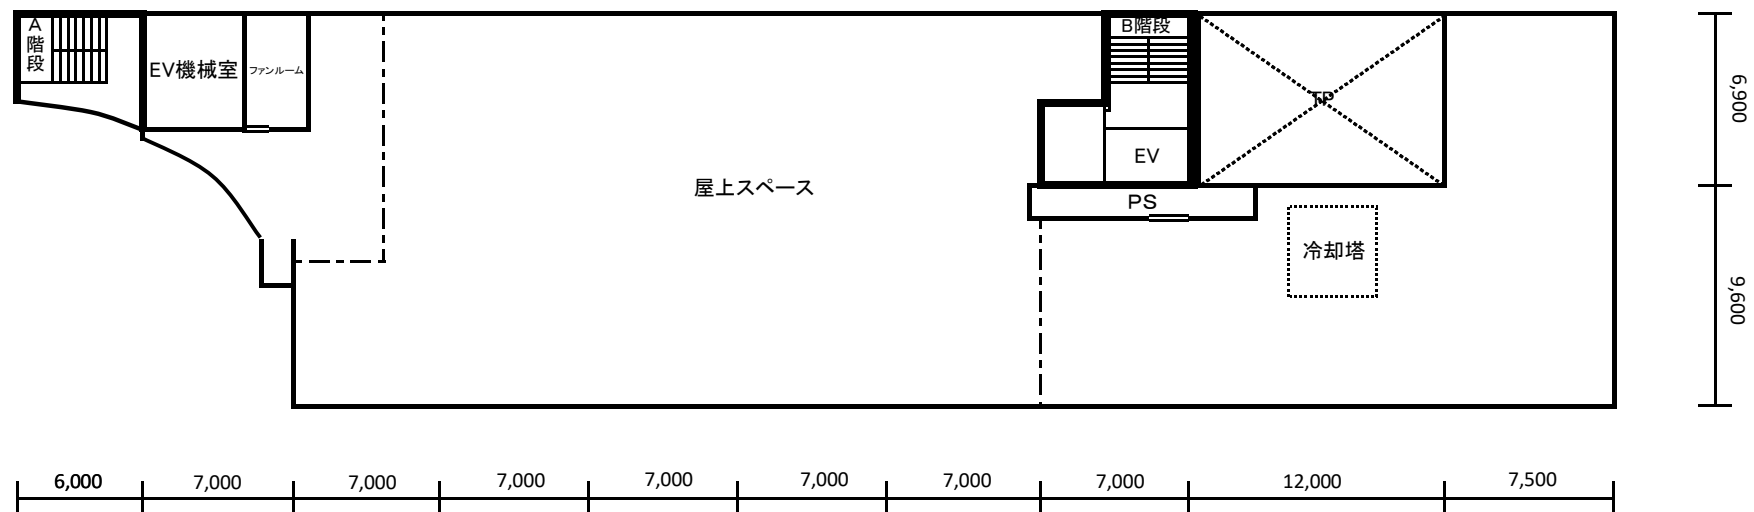 A
階
段
EV機械室
ファンルーム
B階段
TP
EV
PS
屋上スペース
冷却塔
6,900
9,600
6,000
7,000
7,000
7,000
7,000
7,000
7,000
7,000
12,000
7,500